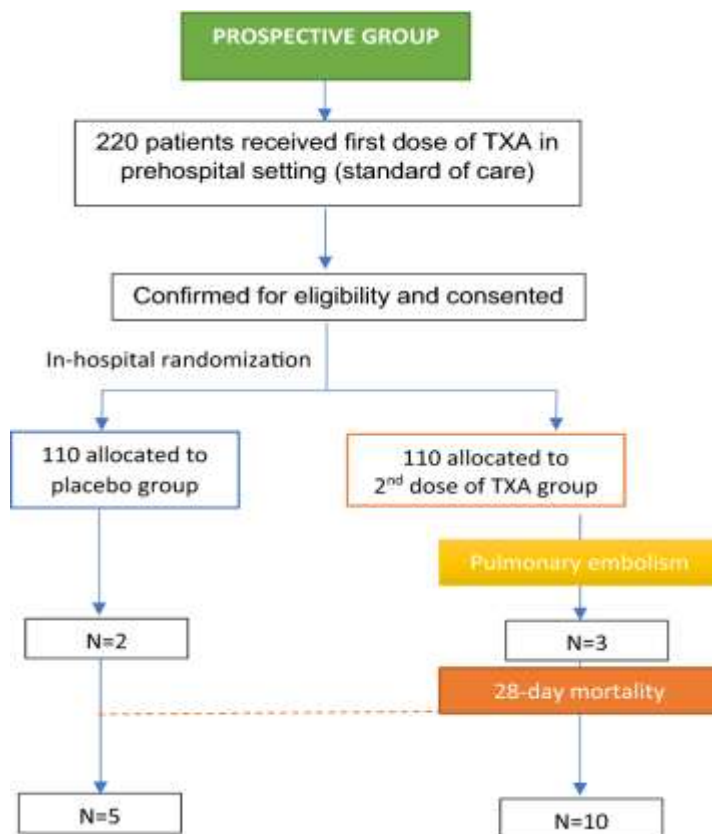 PROSPECTIVE GROUP
220 patients received first dose of TXA in
prehospital setting (standard of care)
Confirmed for eligibility and consented
In-hospital randomization
110 allocated to
placebo group
110 allocated to
2nd dose of TXA group
Pulmonary embolism
N=2
N=3
28-day mortality
N=5
N=10